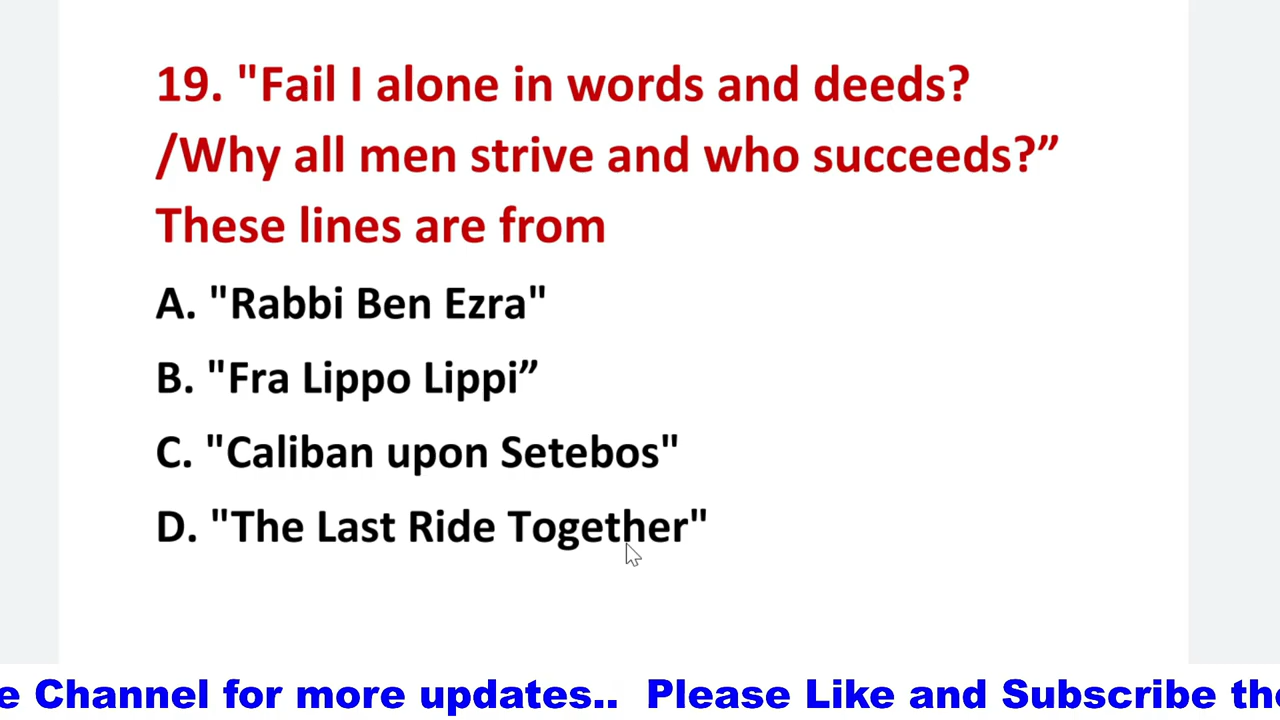 19. "Fail I alone in words and deeds?
/Why all men strive and who succeeds?”
These lines are from
A. "Rabbi Ben Ezra"
B. "Fra Lippo Lippi”
C. "Caliban upon Setebos"
D. "The Last Ride Together"
e Channel for more updates.. Please Like and Subscribe the